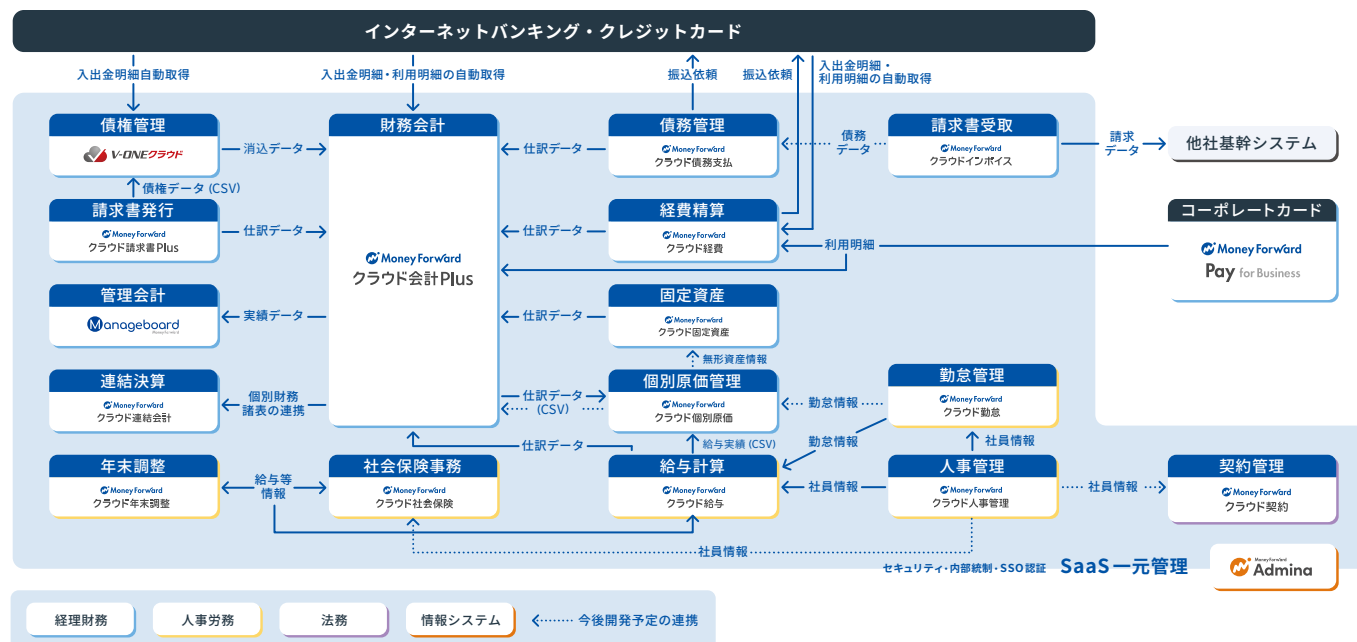 インターネットバンキング・クレジットカード
入出金明細自動取得
入出金明細・利用明細の自動取得
振込依頼
振込依頼
入出金明細・
利用明細の自動取得
債権管理
V-ONEクラウド
消込データ
財務会計
Money Forward
クラウド会計Plus
仕訳データ
債務管理
Money Forward
クラウド債務支払
債務
データ
請求書受取
Money Forward
クラウドインボイス
請求
データ
他社基幹システム
債権データ (CSV)
請求書発行
Money Forward
クラウド請求書Plus
仕訳データ
仕訳データ
経費精算
Money Forward
クラウド経費
利用明細
コーポレートカード
Money Forward
Pay for Business
管理会計
Manageboard
Money Forward
実績データ
仕訳データ
固定資産
Money Forward
クラウド固定資産
無形資産情報
連結決算
Money Forward
クラウド連結会計
個別財務
諸表の連携
仕訳データ
(CSV)
個別原価管理
Money Forward
クラウド個別原価
勤怠情報
勤怠管理
Money Forward
クラウド勤怠
仕訳データ
給与実績 (CSV)
勤怠情報
社員情報
年末調整
Money Forward
クラウド年末調整
給与等
情報
社会保険事務
Money Forward
クラウド社会保険
給与計算
Money Forward
クラウド給与
社員情報
人事管理
Money Forward
クラウド人事管理
社員情報
契約管理
Money Forward
クラウド契約
社員情報
セキュリティ・内部統制・SSO認証
SaaS一元管理
Money Forward
Admina
経理財務
人事労務
法務
情報システム
今後開発予定の連携